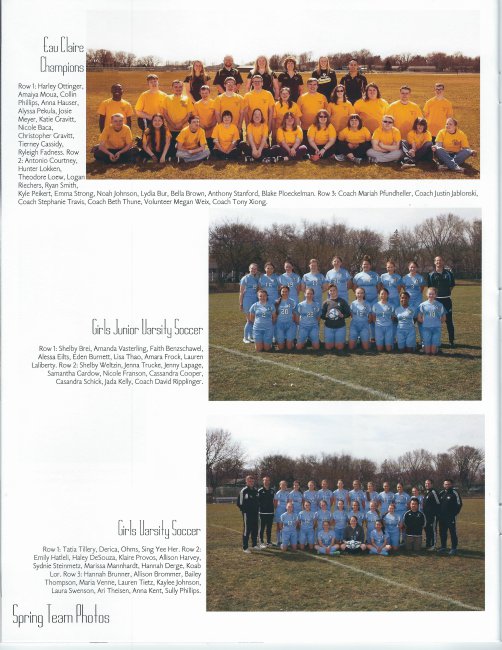 Eau Claire
Champions
Row 1: Harley Ottinger,
Amaiya Moua, Collin
Phillips, Anna Hauser,
Alyssa Pekula, Josie
Meyer, Katie Gravitt,
Nicole Baca,
Christopher Gravitt,
Tierney Cassidy,
Ryleigh Fadness. Row
2: Antonio Courtney,
Hunter Lokken,
Theodore Loew, Logan
Riechers, Ryan Smith,
Kyle Peikert, Emma Strong, Noah Johnson, Lydia Bur, Bella Brown, Anthony Stanford, Blake Ploeckelman. Row 3: Coach Mariah Pfundheller, Coach Justin Jablonski,
Coach Stephanie Travis, Coach Beth Thune, Volunteer Megan Weix, Coach Tony Xiong.
Girls Junior Varsity Soccer
Row 1: Shelby Brei, Amanda Vasterling, Faith Benzschawel,
Alessa Eilts, Eden Burnett, Lisa Thao, Amara Frock, Lauren
Laliberty. Row 2: Shelby Weltzin, Jenna Trucke, Jenny Lapage,
Samantha Gardow, Nicole Franson, Cassandra Cooper,
Casandra Schick, Jada Kelly, Coach David Ripplinger.
Girls Varsity Soccer
Row 1: Tatia Tillery, Derica, Ohms, Sing Yee Her. Row 2:
Emily Hatleli, Haley DeSouza, Klaire Provos, Allison Harvey,
Sydnie Steinmetz, Marissa Mannhardt, Hannah Derge, Koab
Lor. Row 3: Hannah Brunner, Allison Brommer, Bailey
Thompson, Maria Venne, Lauren Tietz, Kaylee Johnson,
Laura Swenson, Ari Theisen, Anna Kent, Sully Phillips.
Spring Team Photos